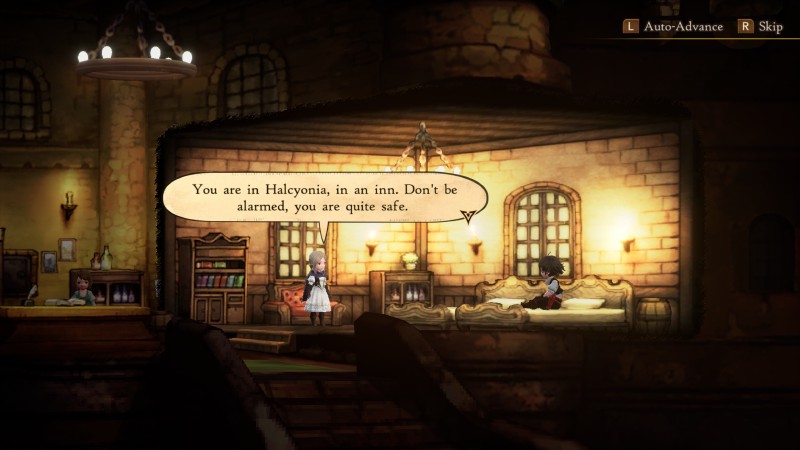 L Auto-Advance R Skip
You are in Halcyonia, in an inn. Don't be
alarmed, you are quite safe.